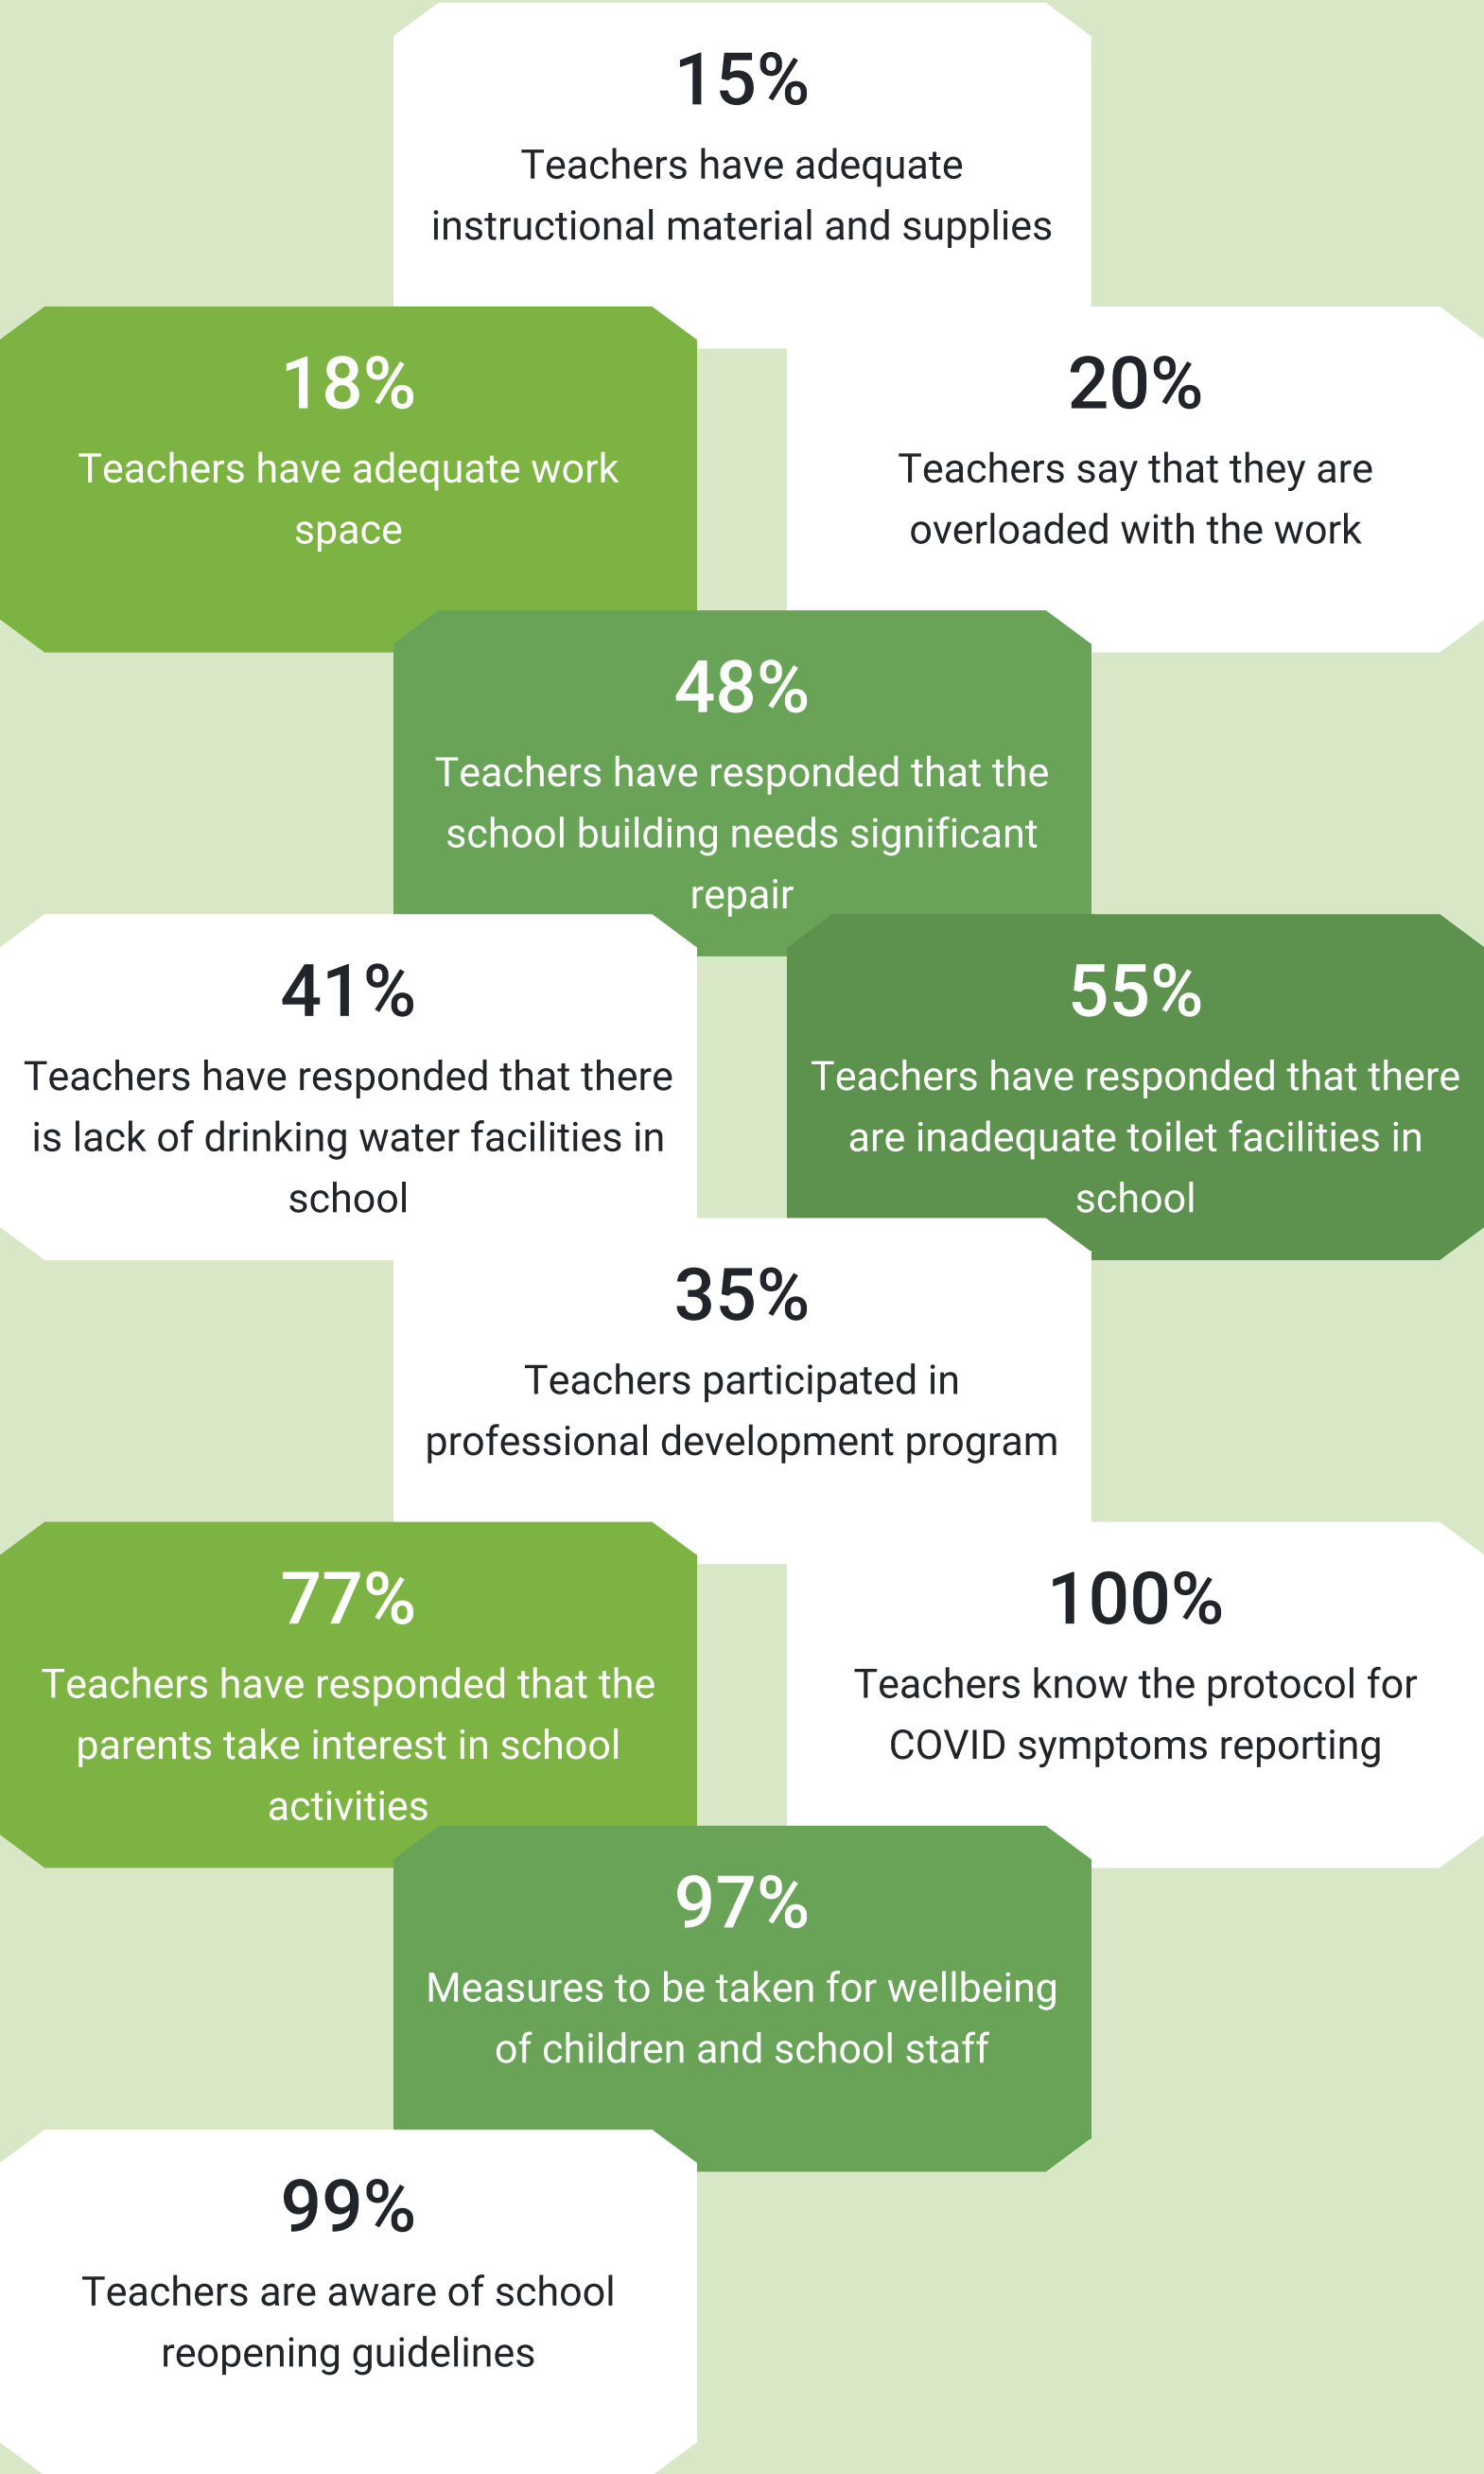 15%
Teachers have adequate
instructional material and supplies
18%
Teachers have adequate work
space
20%
Teachers say that they are
overloaded with the work
48%
Teachers have responded that the
school building needs significant
repair
41%
Teachers have responded that there
is lack of drinking water facilities in
school
55%
Teachers have responded that there
are inadequate toilet facilities in
school
35%
Teachers participated in
professional development program
77%
Teachers have responded that the
parents take interest in school
activities
100%
Teachers know the protocol for
COVID symptoms reporting
97%
Measures to be taken for wellbeing
of children and school staff
99%
Teachers are aware of school
reopening guidelines